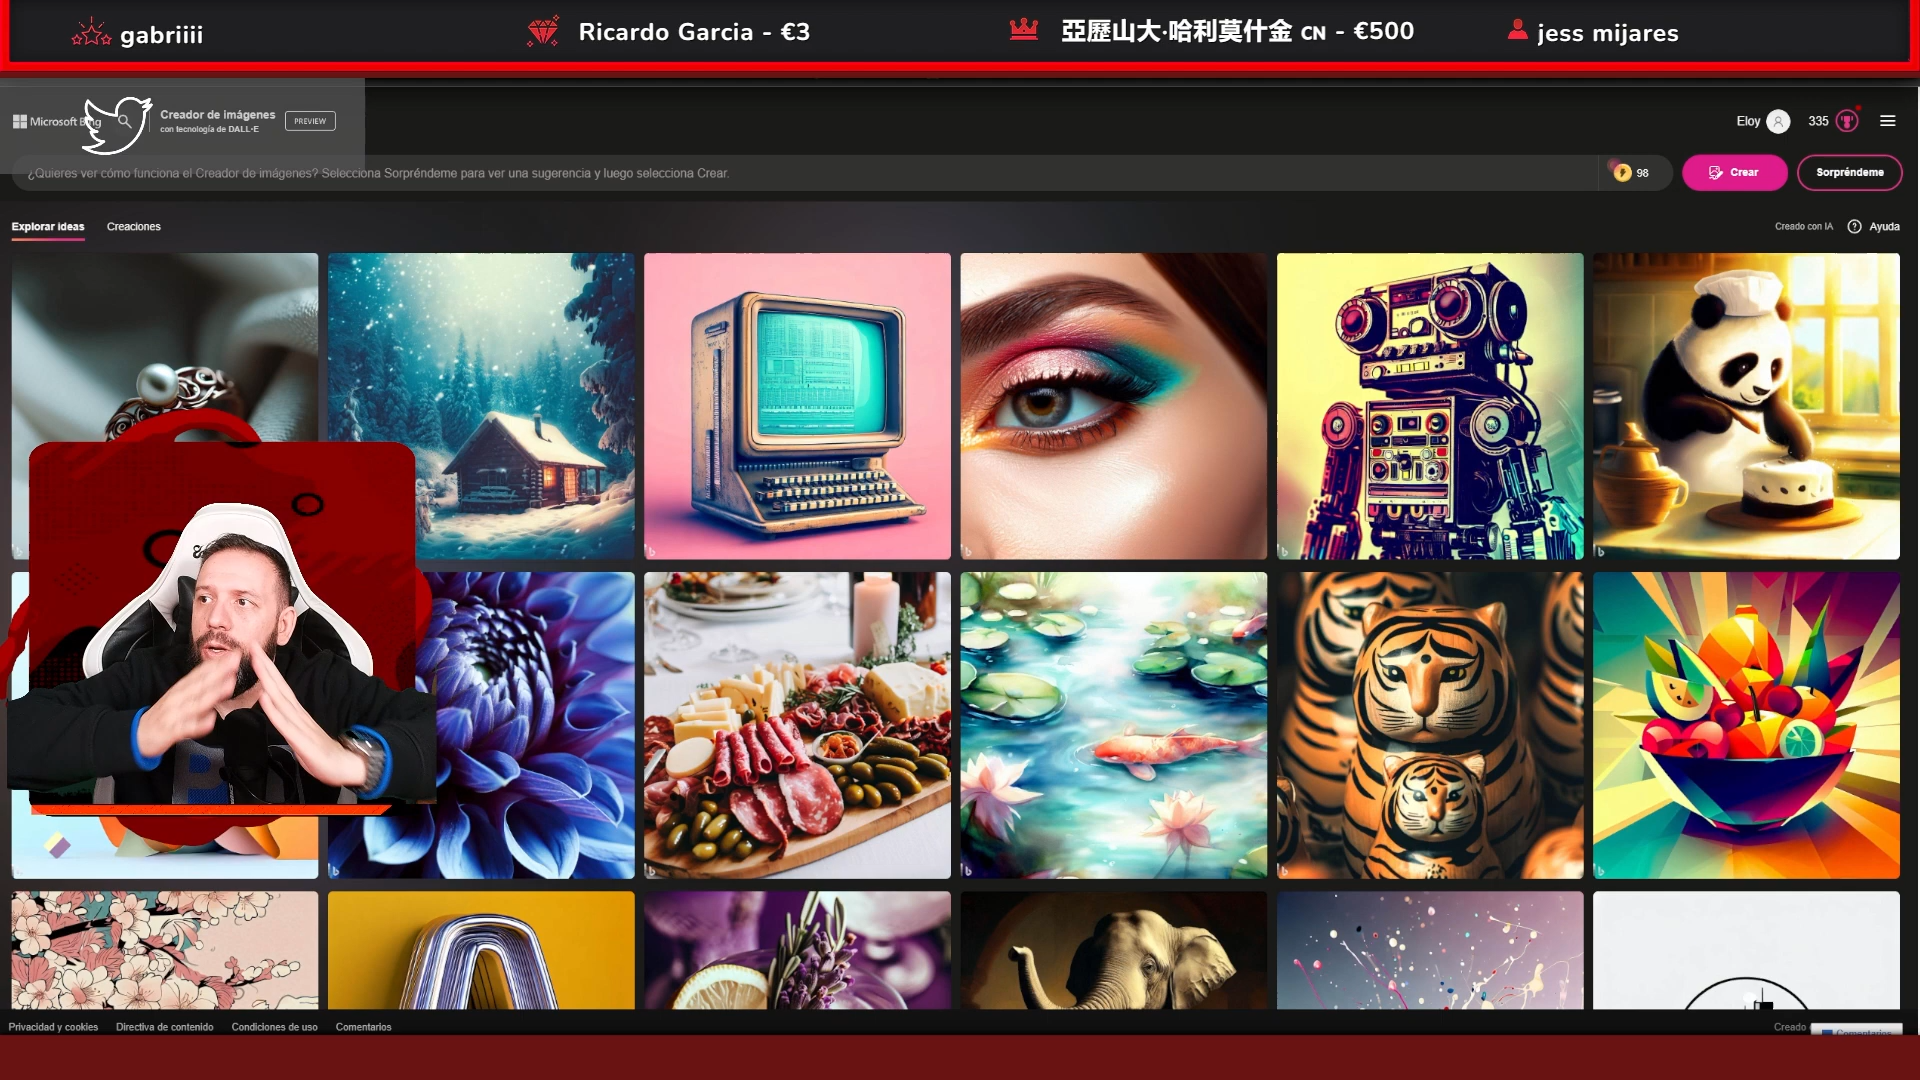 gabriiii
Ricardo Garcia - €3
亞歷山大·哈利莫什金 CN - €500
jess mijares
Microsoft Bing
Creador de imágenes
con tecnología de DALL·E
PREVIEW
Eloy
335
¿Quieres ver cómo funciona el Creador de imágenes? Selecciona Sorpréndeme para ver una sugerencia y luego selecciona Crear.
98
Crear
Sorpréndeme
Explorar ideas
Creaciones
Creado con IA
Ayuda
Privacidad y cookies
Directiva de contenido
Condiciones de uso
Comentarios
Creado
Comentarios